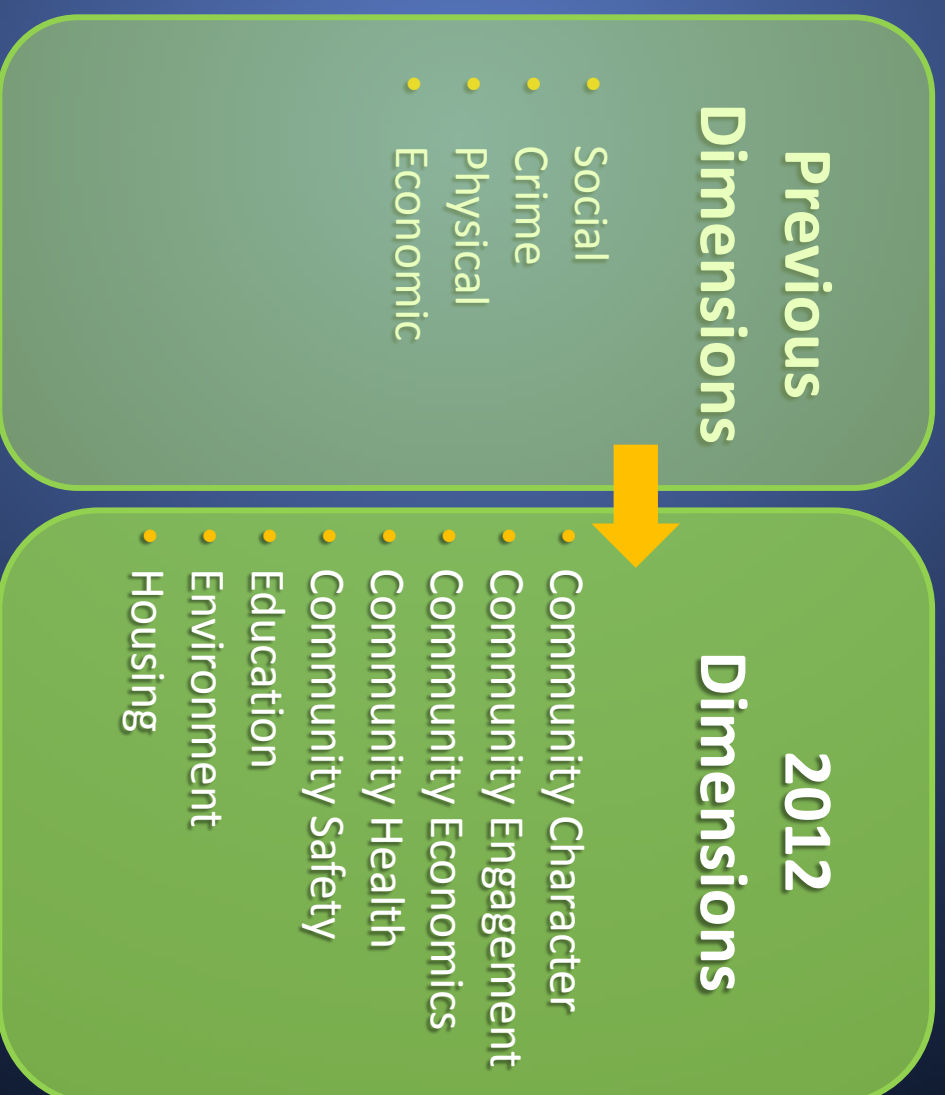 Previous
Dimensions
• Social
• Crime
• Physical
• Economic
2012
Dimensions
• Community Character
• Community Engagement
• Community Economics
• Community Health
• Community Safety
• Education
• Environment
• Housing